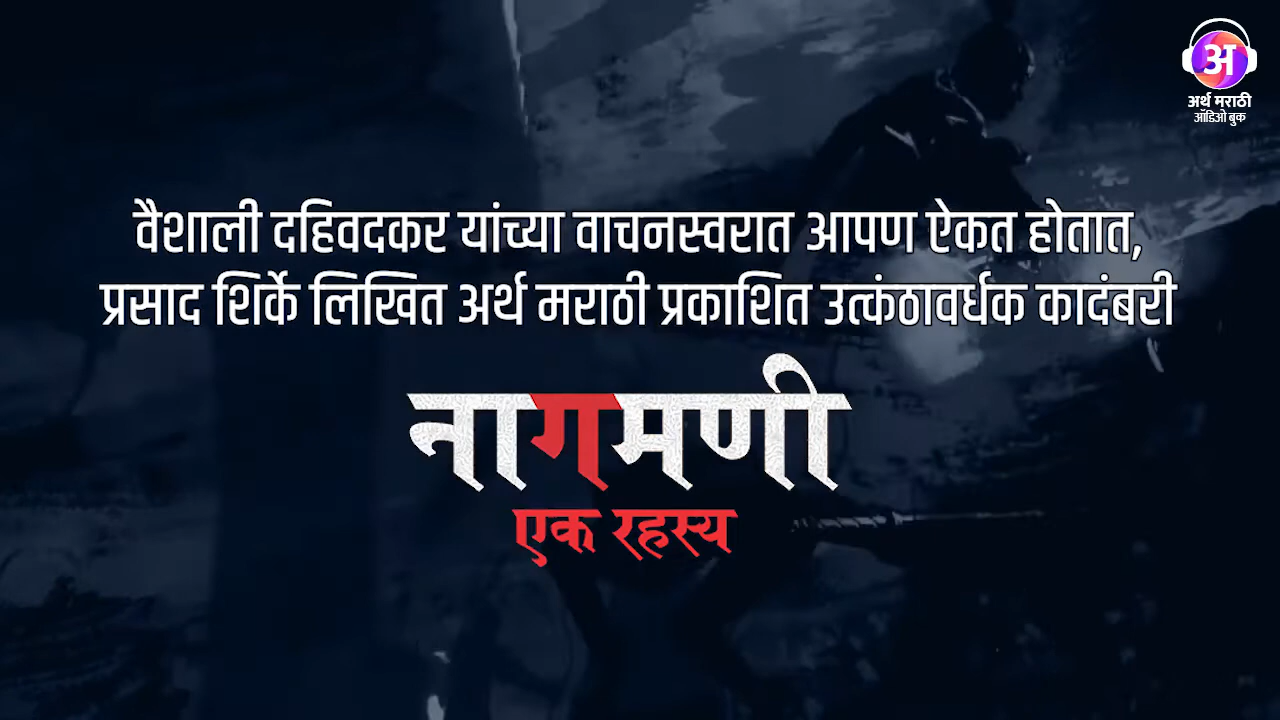 अ
अर्थ मराठी
ऑडिओ बुक
वैशाली दहिवदकर यांच्या वाचनस्वरात आपण ऐकत होतात,
प्रसाद शिर्के लिखित अर्थ मराठी प्रकाशित उत्कंठावर्धक कादंबरी
नागमणी
एक रहस्य